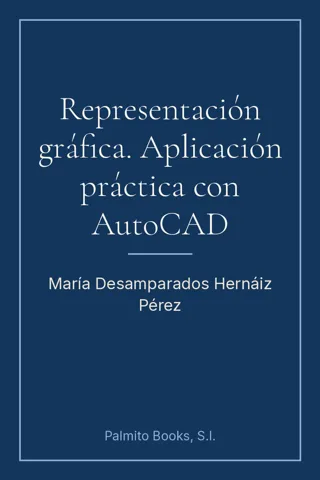 Representación
gráfica. Aplicación
práctica con
AutoCAD
María Desamparados Hernáiz
Pérez
Palmito Books, S.l.